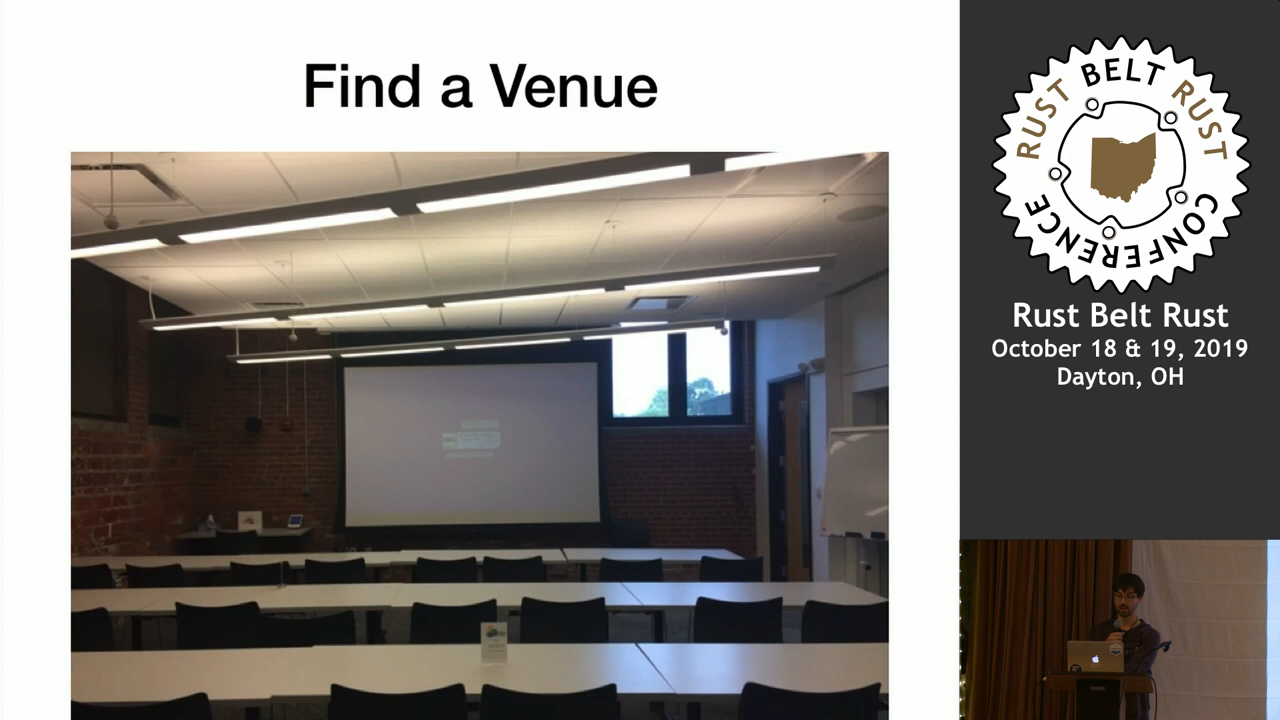 Find a Venue
RUST BELT RUST
CONFERENCE
Rust Belt Rust
October 18 & 19, 2019
Dayton, OH